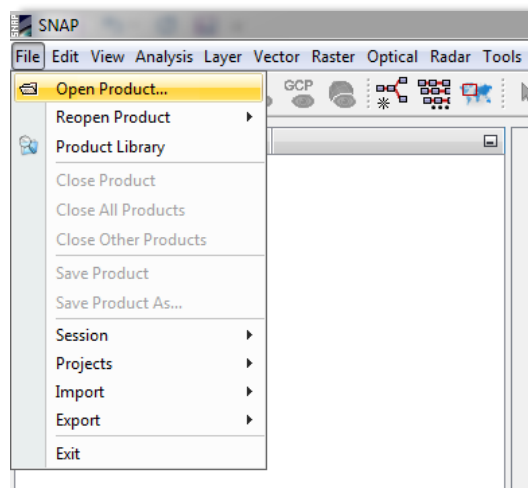 SNAP
SNAP
File Edit View Analysis Layer Vector Raster Optical Radar Tools
Open Product...
GCP
Reopen Product
Product Library
Close Product
Close All Products
Close Other Products
Save Product
Save Product As...
Session
Projects
Import
Export
Exit